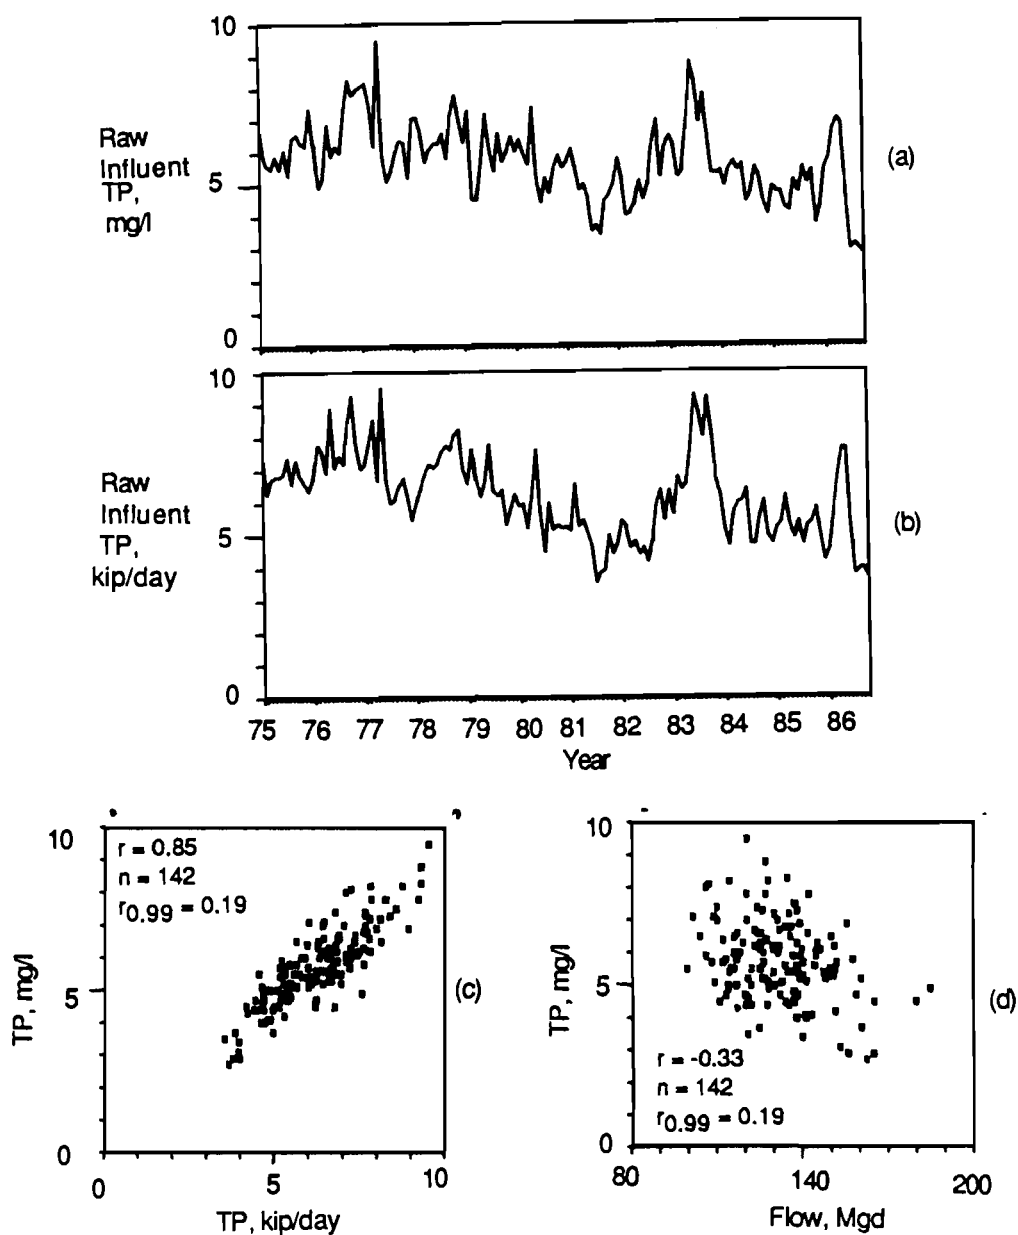 10
Raw
Influent
TP,
mg/l
5
0
(a)
10
Raw
Influent
TP,
kip/day
5
0
(b)
75 76 77 78 79 80 81 82 83 84 85 86
Year
10
r = 0.85
n = 142
r0.99 = 0.19
TP, mg/l
5
(c)
0
0 5 10
TP, kip/day
10
TP, mg/l
5
(d)
r = -0.33
n = 142
r0.99 = 0.19
0
80 140 200
Flow, Mgd